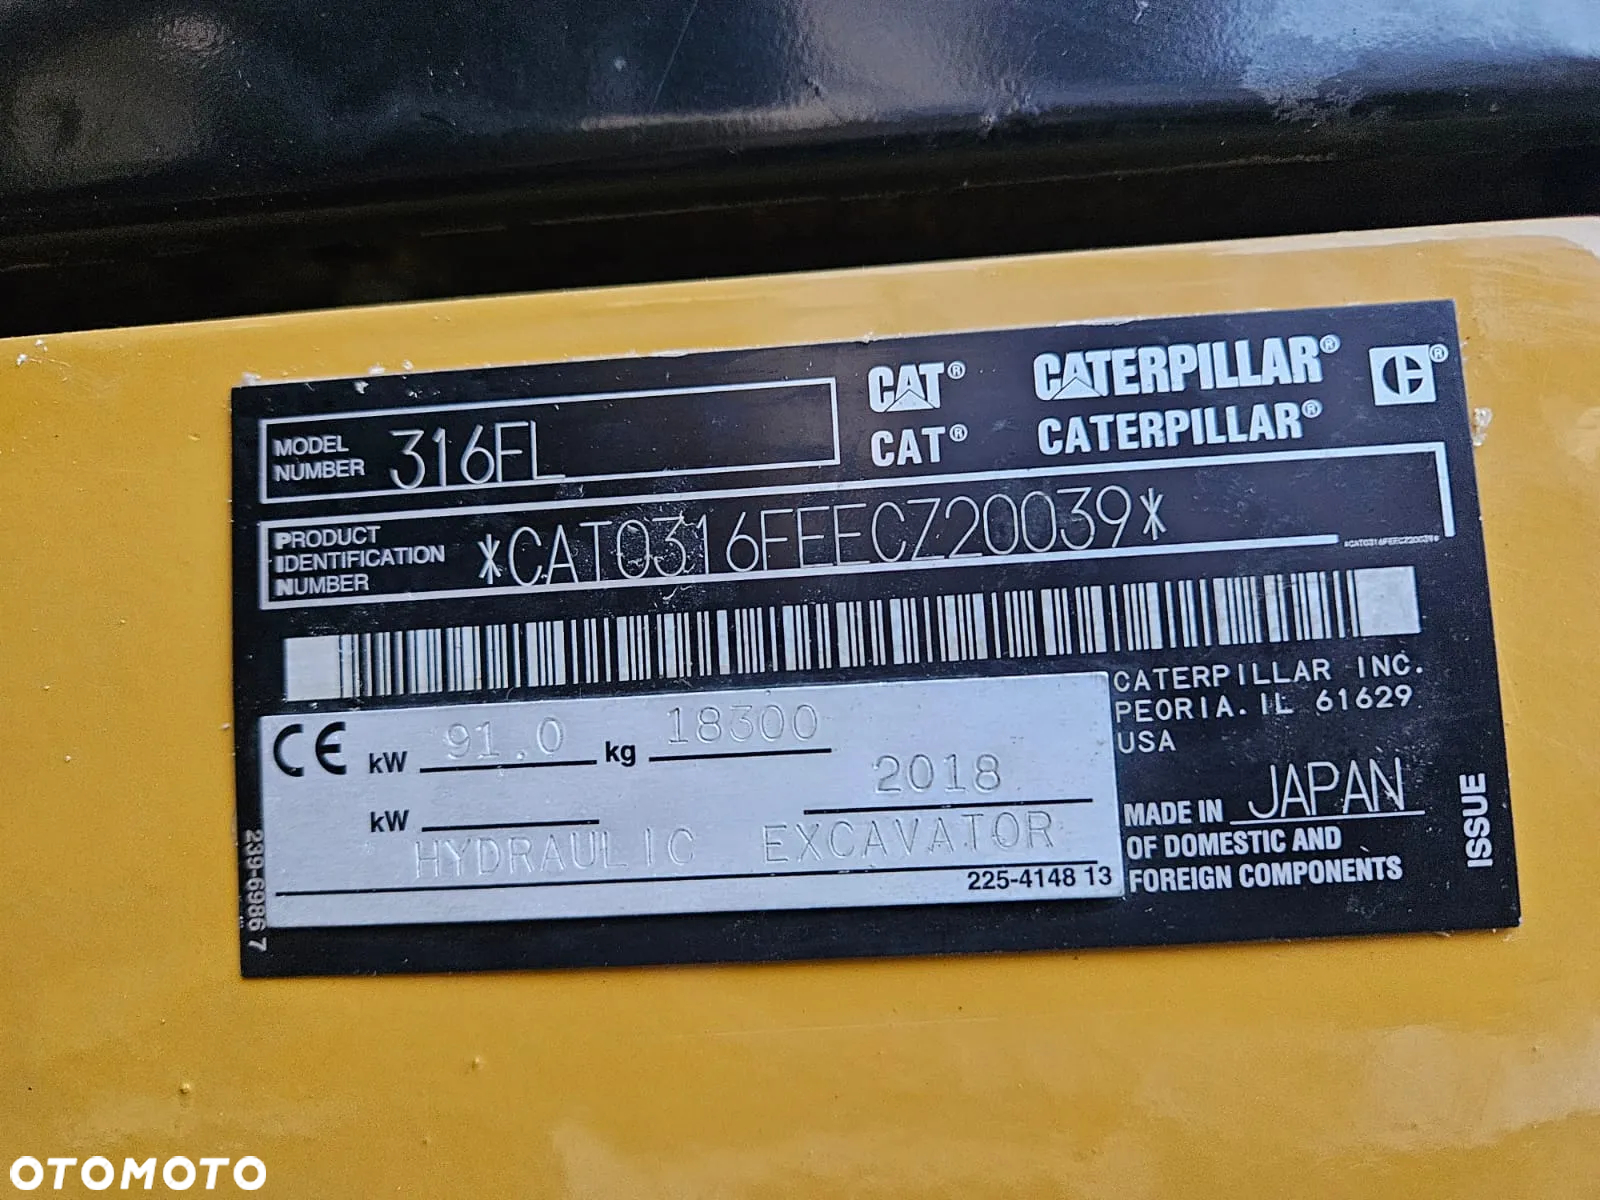 MODEL
NUMBER 316FL
CAT® CATERPILLAR®
CAT® CATERPILLAR®
PRODUCT
IDENTIFICATION
NUMBER
*CAT0316FEECZ20039*
*CAT0316FEECZ20039*
CE kW 91.0 kg 18300
2018
kW
HYDRAULIC EXCAVATOR
225-4148 13
CATERPILLAR INC.
PEORIA. IL 61629
USA
MADE IN JAPAN
OF DOMESTIC AND
FOREIGN COMPONENTS
ISSUE
239-6986 7
OTOMOTO